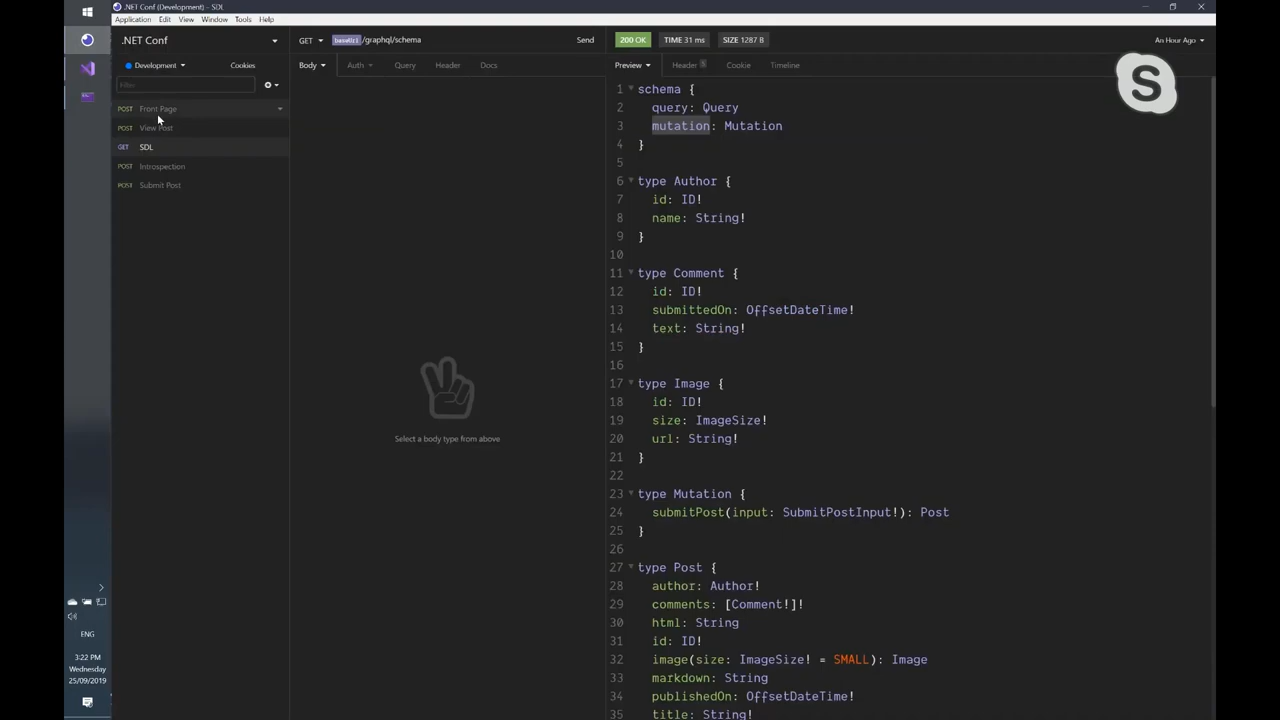 .NET Conf (Development) – SDL
Application Edit View Window Tools Help
.NET Conf
Development
Cookies
Filter
POST Front Page
POST View Post
GET SDL
POST Introspection
POST Submit Post
GET base_url /graphql/schema
Send
Body Auth Query Header Docs
200 OK TIME 31 ms SIZE 1287 B
An Hour Ago
Preview Header 5 Cookie Timeline
S
1 schema {
2 query: Query
3 mutation: Mutation
4 }
5
6 type Author {
7 id: ID!
8 name: String!
9 }
10
11 type Comment {
12 id: ID!
13 submittedOn: OffsetDateTime!
14 text: String!
15 }
16
17 type Image {
18 id: ID!
19 size: ImageSize!
20 url: String!
21 }
22
23 type Mutation {
24 submitPost(input: SubmitPostInput!): Post
25 }
26
27 type Post {
28 author: Author!
29 comments: [Comment!]!
30 html: String
31 id: ID!
32 image(size: ImageSize! = SMALL): Image
33 markdown: String
34 publishedOn: OffsetDateTime!
35 title: String!
Select a body type from above
ENG
3:22 PM
Wednesday
25/09/2019